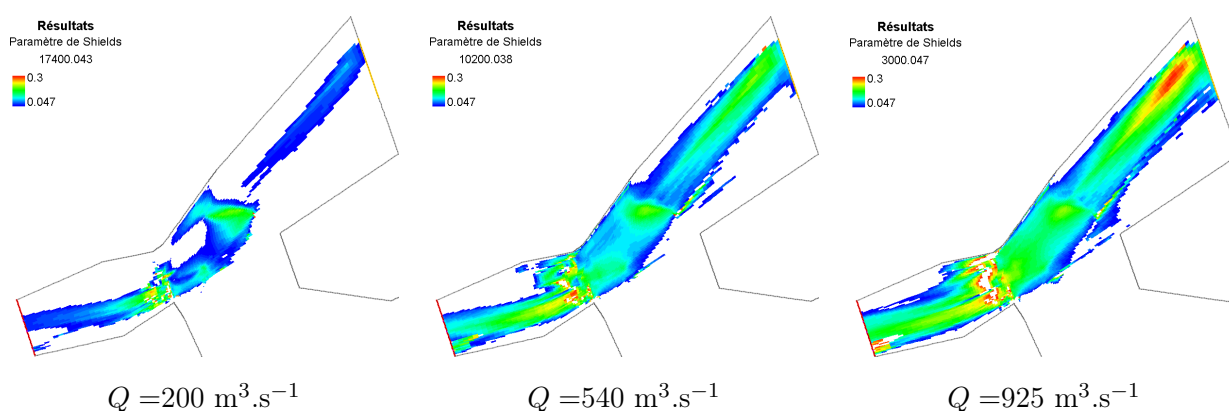 Résultats
Paramètre de Shields
17400.043
0.3
0.047
Résultats
Paramètre de Shields
10200.038
0.3
0.047
Résultats
Paramètre de Shields
3000.047
0.3
0.047
Q =200 m³.s⁻¹
Q =540 m³.s⁻¹
Q =925 m³.s⁻¹